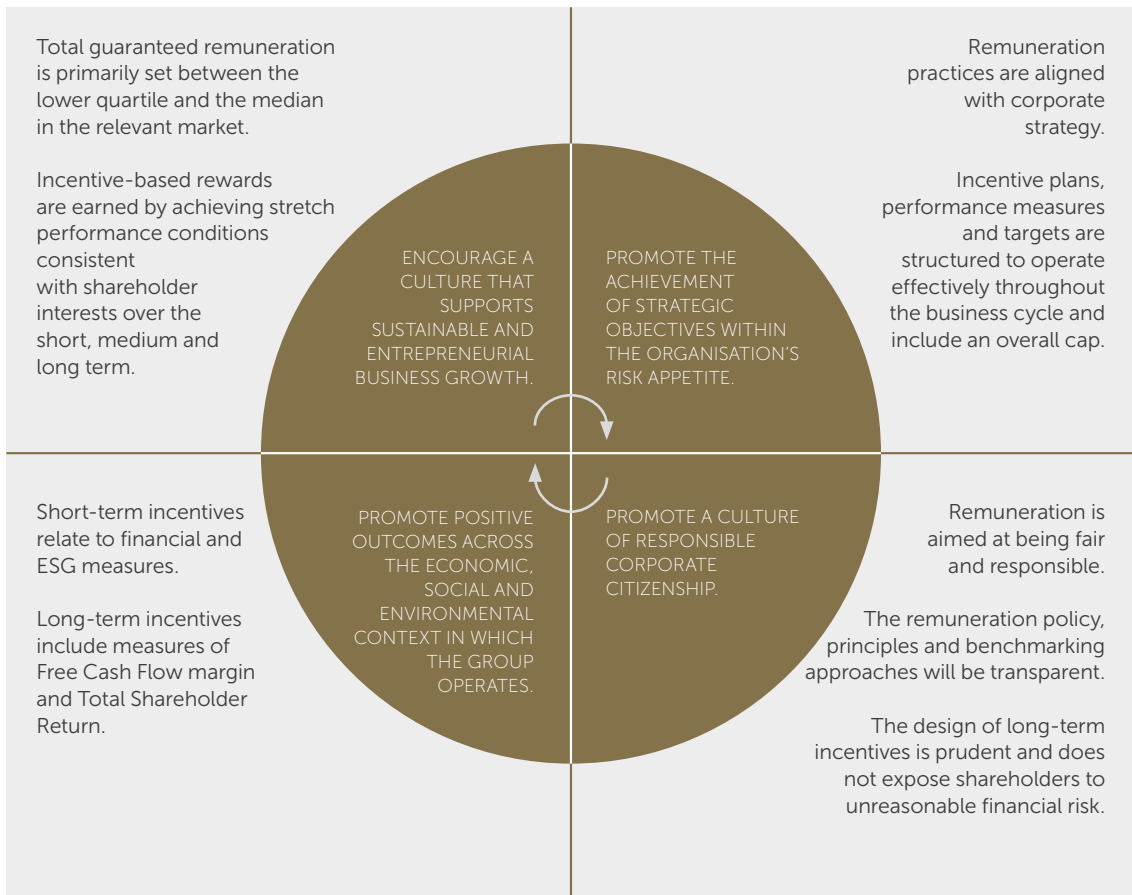 Total guaranteed remuneration
is primarily set between the
lower quartile and the median
in the relevant market.
Incentive-based rewards
are earned by achieving stretch
performance conditions
consistent
with shareholder
interests over the
short, medium and
long term.
ENCOURAGE A
CULTURE THAT
SUPPORTS
SUSTAINABLE AND
ENTREPRENEURIAL
BUSINESS GROWTH.
PROMOTE THE
ACHIEVEMENT
OF STRATEGIC
OBJECTIVES WITHIN
THE ORGANISATION’S
RISK APPETITE.
Remuneration
practices are aligned
with corporate
strategy.
Incentive plans,
performance measures
and targets are
structured to operate
effectively throughout
the business cycle and
include an overall cap.
Short-term incentives
relate to financial and
ESG measures.
Long-term incentives
include measures of
Free Cash Flow margin
and Total Shareholder
Return.
PROMOTE POSITIVE
OUTCOMES ACROSS
THE ECONOMIC,
SOCIAL AND
ENVIRONMENTAL
CONTEXT IN WHICH
THE GROUP
OPERATES.
PROMOTE A CULTURE
OF RESPONSIBLE
CORPORATE
CITIZENSHIP.
Remuneration is
aimed at being fair
and responsible.
The remuneration policy,
principles and benchmarking
approaches will be transparent.
The design of long-term
incentives is prudent and does
not expose shareholders to
unreasonable financial risk.